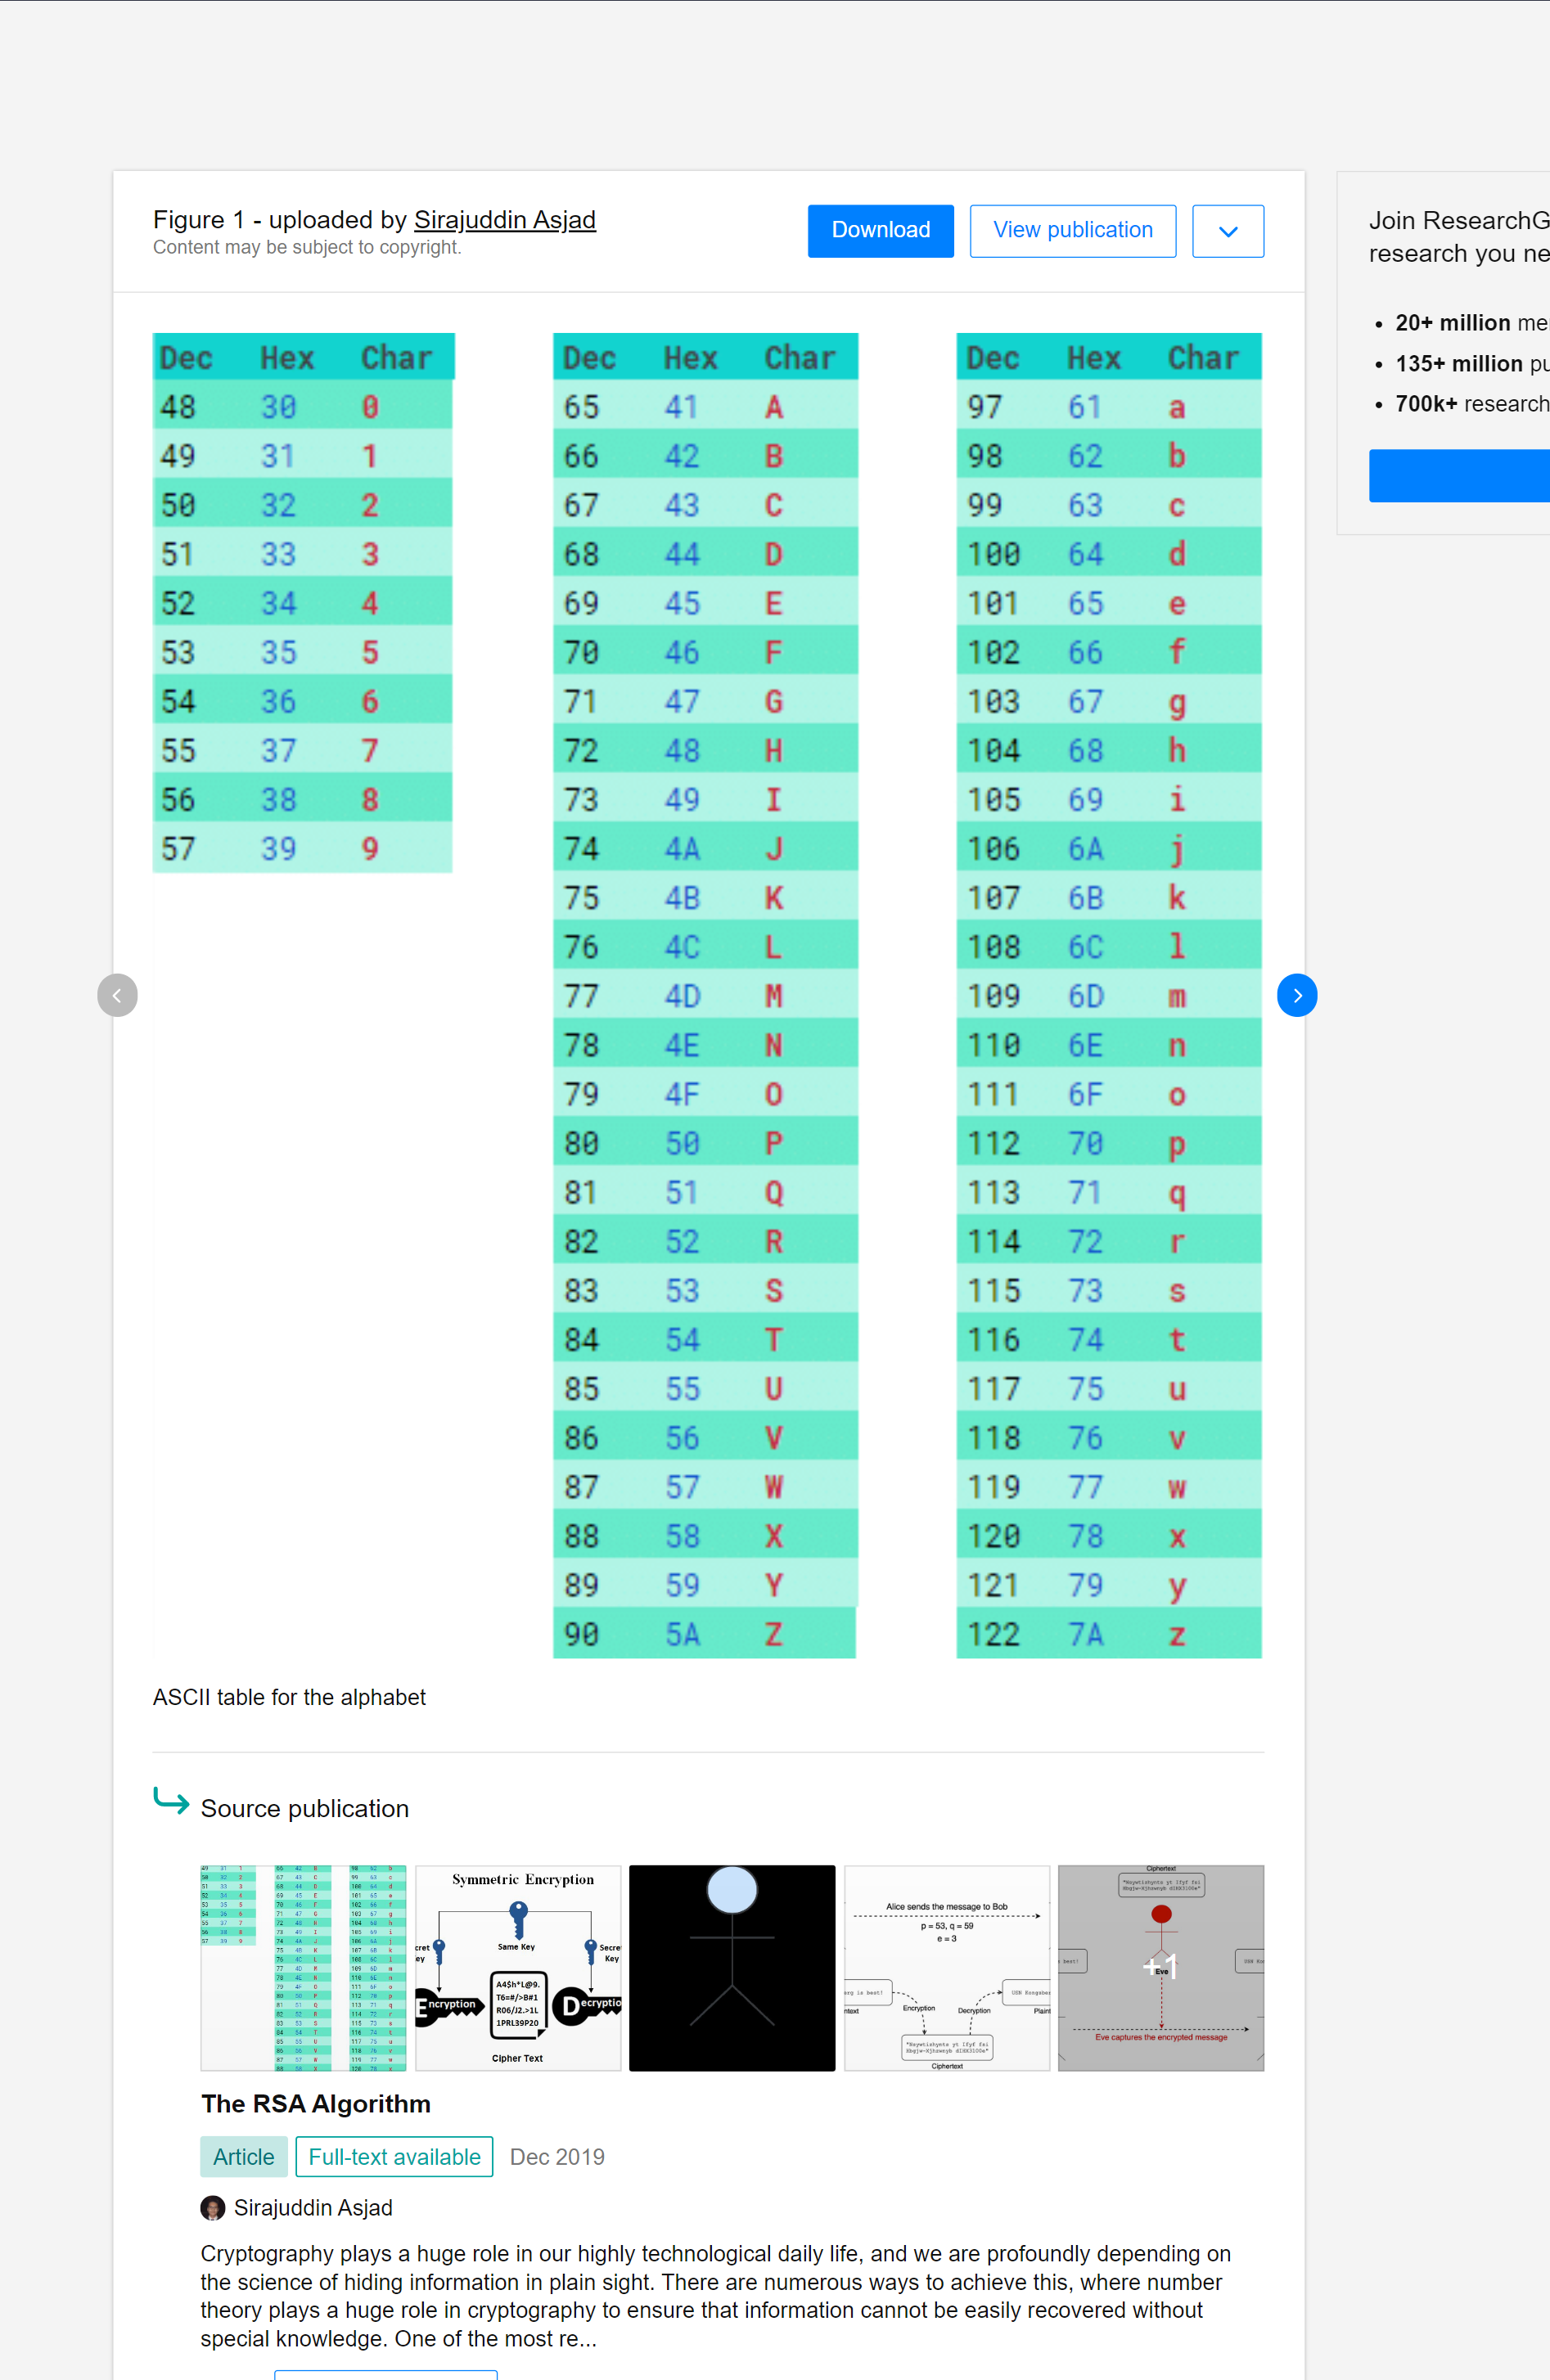 Figure 1 - uploaded by Sirajuddin Asjad
Content may be subject to copyright.
Download
View publication
Join ResearchG
research you ne
20+ million me
135+ million pu
700k+ research
Dec Hex Char
48 30 0
49 31 1
50 32 2
51 33 3
52 34 4
53 35 5
54 36 6
55 37 7
56 38 8
57 39 9
Dec Hex Char
65 41 A
66 42 B
67 43 C
68 44 D
69 45 E
70 46 F
71 47 G
72 48 H
73 49 I
74 4A J
75 4B K
76 4C L
77 4D M
78 4E N
79 4F O
80 50 P
81 51 Q
82 52 R
83 53 S
84 54 T
85 55 U
86 56 V
87 57 W
88 58 X
89 59 Y
90 5A Z
Dec Hex Char
97 61 a
98 62 b
99 63 c
100 64 d
101 65 e
102 66 f
103 67 g
104 68 h
105 69 i
106 6A j
107 6B k
108 6C l
109 6D m
110 6E n
111 6F o
112 70 p
113 71 q
114 72 r
115 73 s
116 74 t
117 75 u
118 76 v
119 77 w
120 78 x
121 79 y
122 7A z
ASCII table for the alphabet
Source publication
Symmetric Encryption
Same Key
cret
ey
Secre
Key
Encryption
A4$h*L@9.
T6=#/>B#1
R06/J2.>1L
1PRL39P20
Decryptio
Cipher Text
Alice sends the message to Bob
p = 53, q = 59
e = 3
Encryption
Decryption
Ciphertext
Ciphertext
+1
Eve
Eve captures the encrypted message
The RSA Algorithm
Article
Full-text available
Dec 2019
Sirajuddin Asjad
Cryptography plays a huge role in our highly technological daily life, and we are profoundly depending on
the science of hiding information in plain sight. There are numerous ways to achieve this, where number
theory plays a huge role in cryptography to ensure that information cannot be easily recovered without
special knowledge. One of the most re...